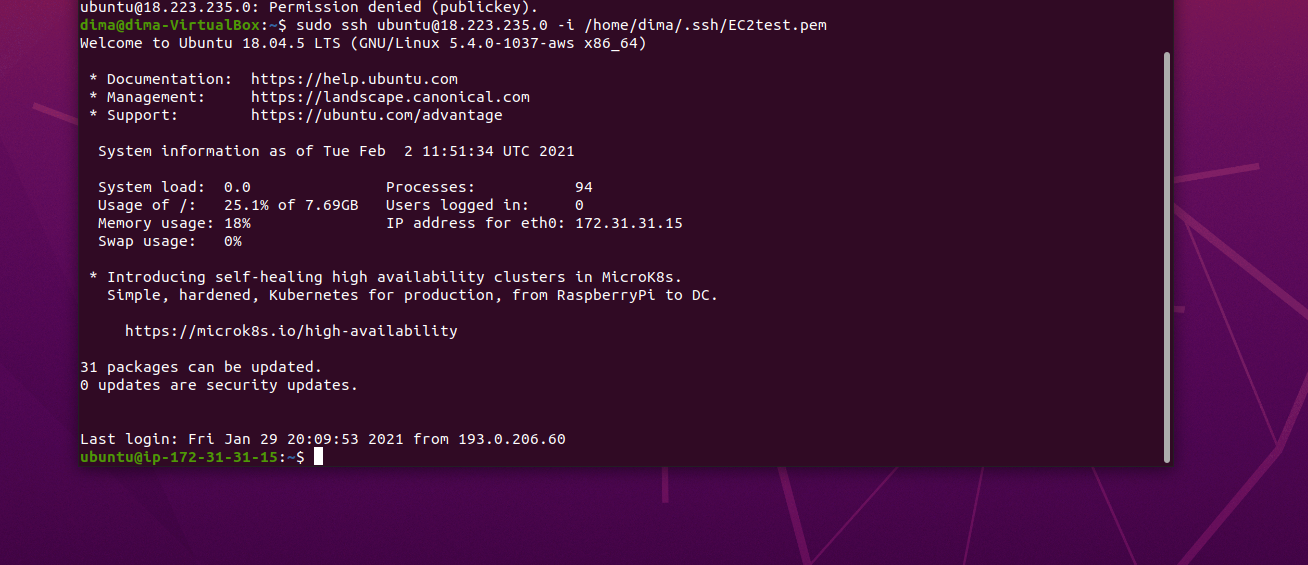 ubuntu@18.223.235.0: Permission denied (publickey).
dima@dima-VirtualBox:~$ sudo ssh ubuntu@18.223.235.0 -i /home/dima/.ssh/EC2test.pem
Welcome to Ubuntu 18.04.5 LTS (GNU/Linux 5.4.0-1037-aws x86_64)
* Documentation:  https://help.ubuntu.com
* Management:     https://landscape.canonical.com
* Support:        https://ubuntu.com/advantage
System information as of Tue Feb  2 11:51:34 UTC 2021
System load:  0.0               Processes:           94
Usage of /:   25.1% of 7.69GB   Users logged in:     0
Memory usage: 18%               IP address for eth0: 172.31.31.15
Swap usage:   0%
* Introducing self-healing high availability clusters in MicroK8s.
Simple, hardened, Kubernetes for production, from RaspberryPi to DC.
https://microk8s.io/high-availability
31 packages can be updated.
0 updates are security updates.
Last login: Fri Jan 29 20:09:53 2021 from 193.0.206.60
ubuntu@ip-172-31-31-15:~$